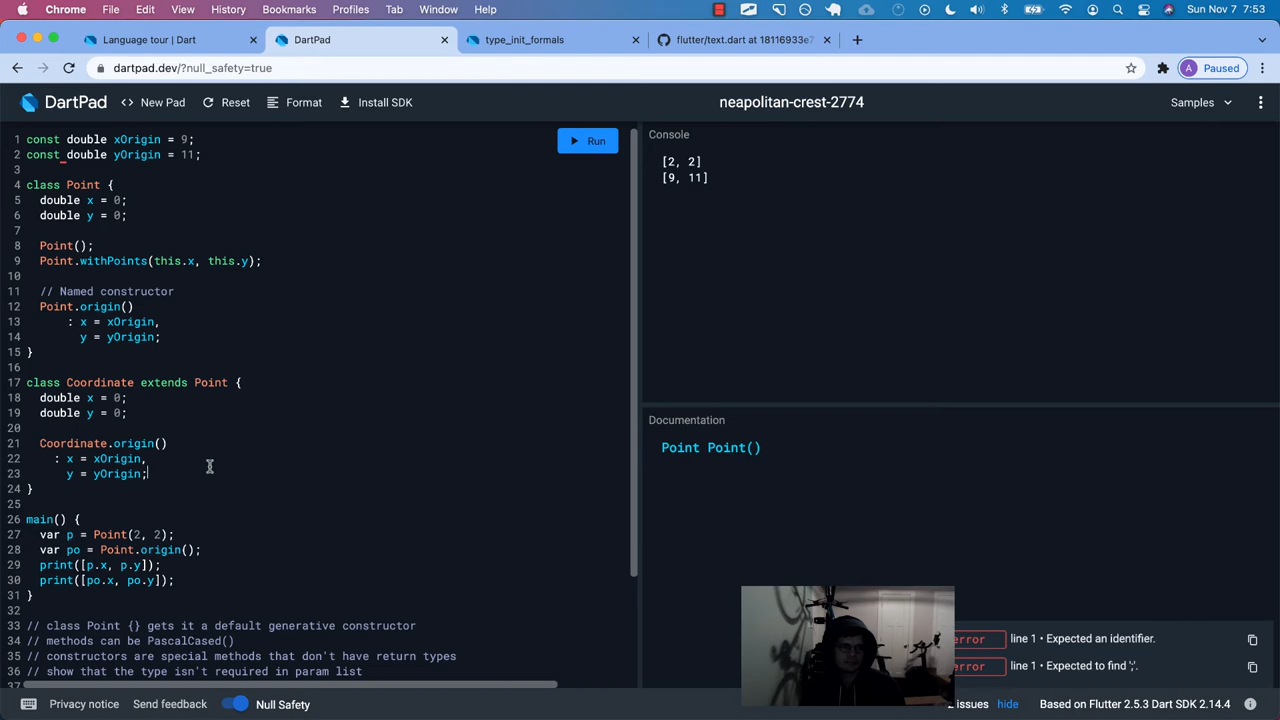 Chrome File Edit View History Bookmarks Profiles Tab Window Help Sun Nov 7 7:53
Language tour | Dart
DartPad
type_init_formals
flutter/text.dart at 18116933e7
dartpad.dev/?null_safety=true
A Paused
DartPad <> New Pad Reset Format Install SDK neapolitan-crest-2774 Samples
Run
1 const double xOrigin = 9;
2 const double yOrigin = 11;
3
4 class Point {
5 double x = 0;
6 double y = 0;
7
8 Point();
9 Point.withPoints(this.x, this.y);
10
11 // Named constructor
12 Point.origin()
13 : x = xOrigin,
14 y = yOrigin;
15 }
16
17 class Coordinate extends Point {
18 double x = 0;
19 double y = 0;
20
21 Coordinate.origin()
22 : x = xOrigin,
23 y = yOrigin;
24 }
25
26 main() {
27 var p = Point(2, 2);
28 var po = Point.origin();
29 print([p.x, p.y]);
30 print([po.x, po.y]);
31 }
32
33 // class Point {} gets it a default generative constructor
34 // methods can be PascalCased()
35 // constructors are special methods that don't have return types
36 // show that the type isn't required in param list
37
Console
[2, 2]
[9, 11]
Documentation
Point Point()
error line 1 • Expected an identifier.
error line 1 • Expected to find ';'.
Privacy notice Send feedback Null Safety
issues hide Based on Flutter 2.5.3 Dart SDK 2.14.4